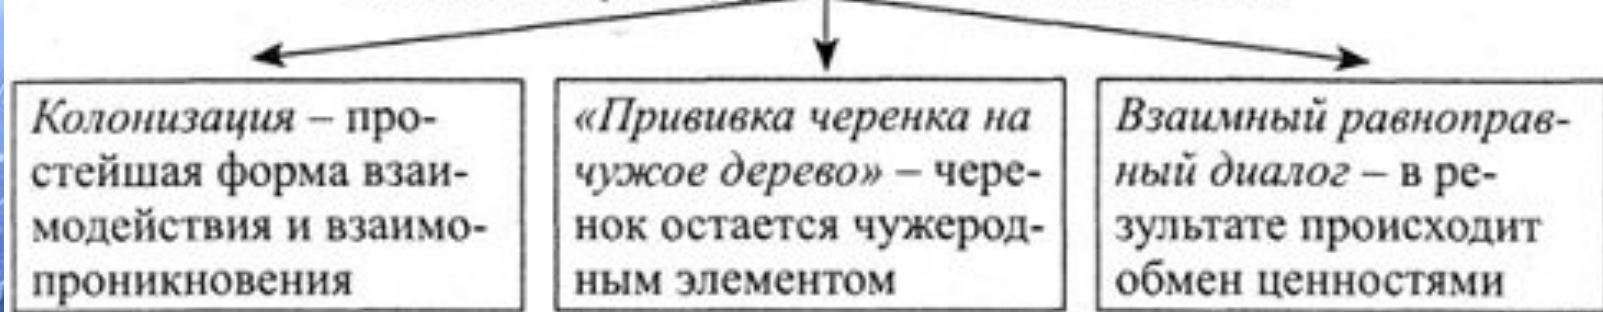 Колонизация – про-
стейшая форма взаи-
модействия и взаимо-
проникновения
«Прививка черенка на
чужое дерево» – чере-
нок остается чужерод-
ным элементом
Взаимный равноправ-
ный диалог – в ре-
зультате происходит
обмен ценностями